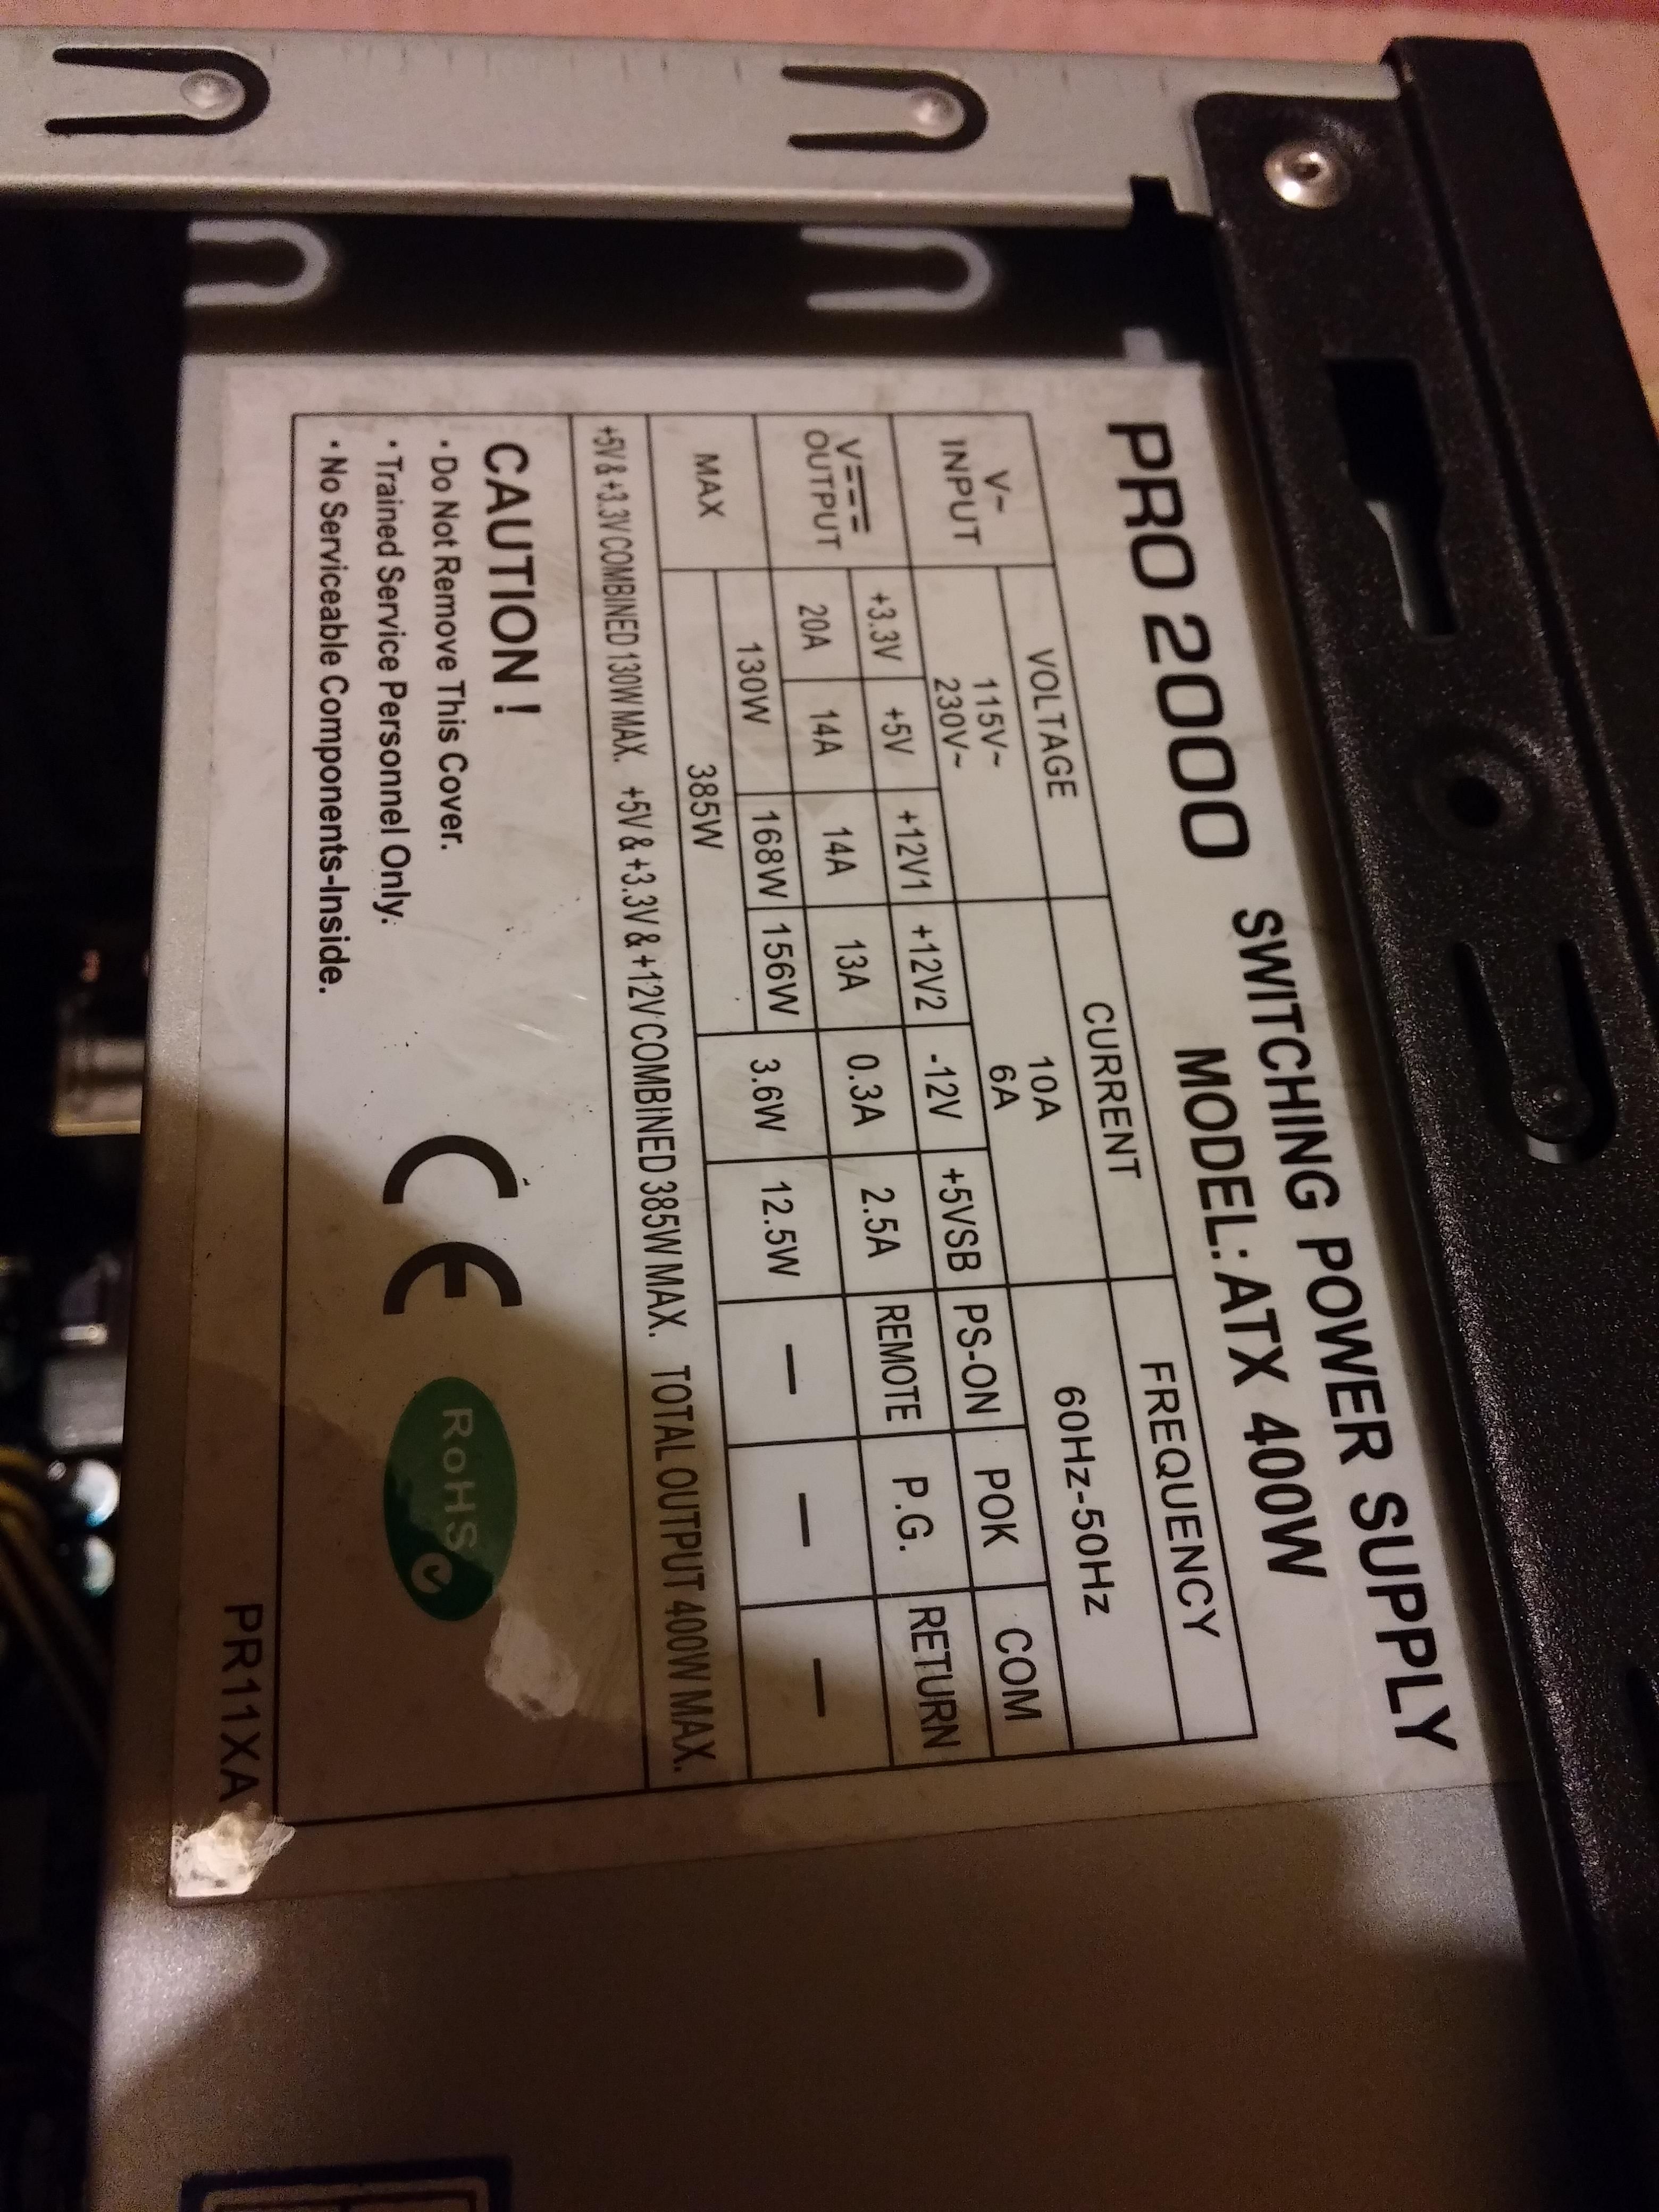 PRO 2000 SWITCHING POWER SUPPLY
MODEL: ATX 400W
VOLTAGE CURRENT FREQUENCY
V~ INPUT 115V~ 10A 60Hz-50Hz
230V~ 6A
V⎓ OUTPUT +3.3V +5V +12V1 +12V2 -12V +5VSB PS-ON POK COM
20A 14A 14A 13A 0.3A 2.5A REMOTE P.G. RETURN
MAX 130W 168W 156W 3.6W 12.5W — — —
385W
+5V & +3.3V COMBINED 130W MAX. +5V & +3.3V & +12V COMBINED 385W MAX. TOTAL OUTPUT 400W MAX.
CAUTION !
· Do Not Remove This Cover.
· Trained Service Personnel Only.
· No Serviceable Components-Inside.
CE RoHS
PR11XA